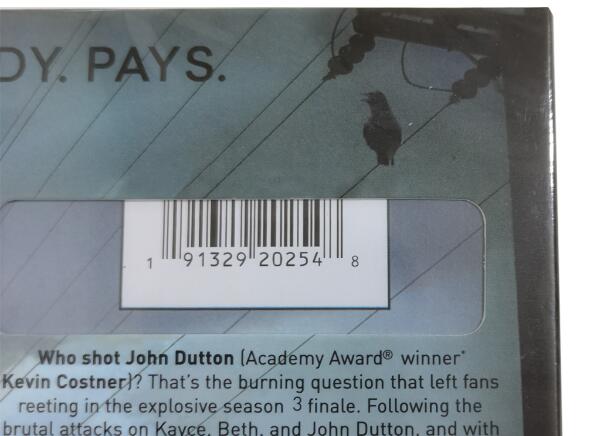 DY. PAYS.
1 91329 20254 8
Who shot John Dutton (Academy Award® winner*
Kevin Costner)? That's the burning question that left fans
reeting in the explosive season 3 finale. Following the
brutal attacks on Kayce, Beth, and John Dutton, and with